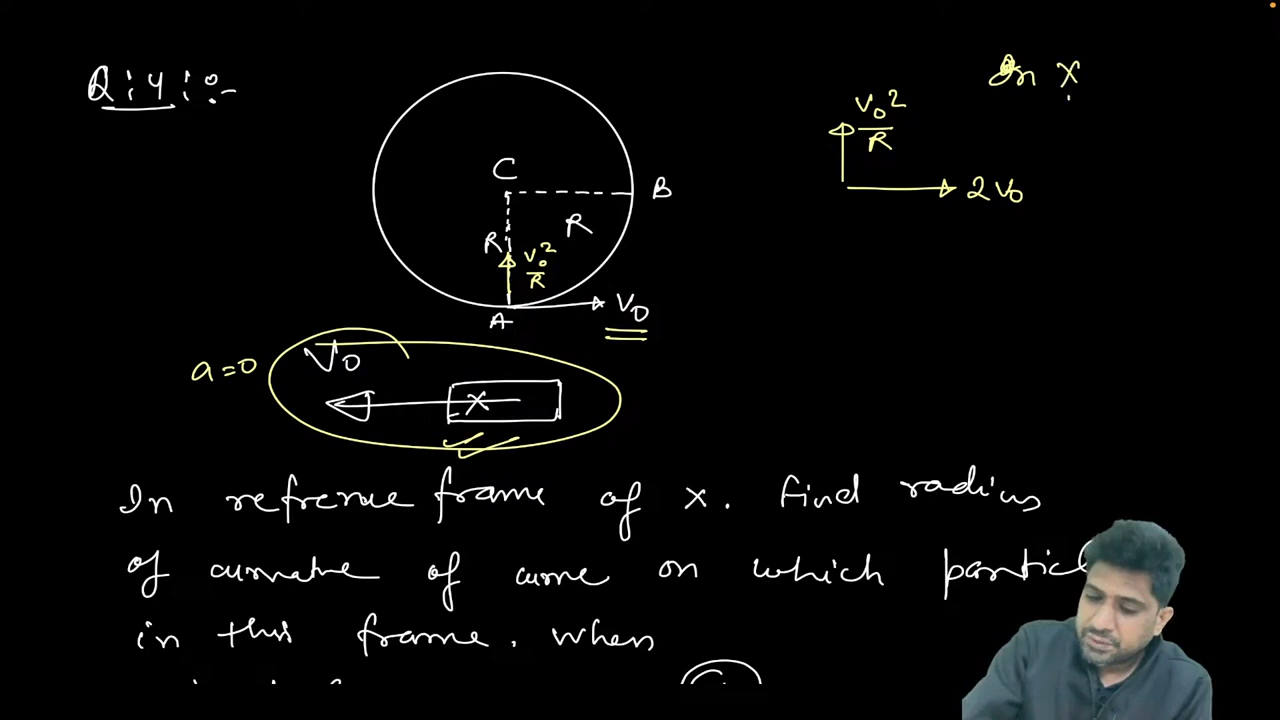 Q:4:-
In X
V₀²
R
2V₀
C
B
R
R
V₀²
R
V₀
A
a=0
V₀
X
In refrence frame of x. find radius
of curvature of curve on which particl
in this frame. when